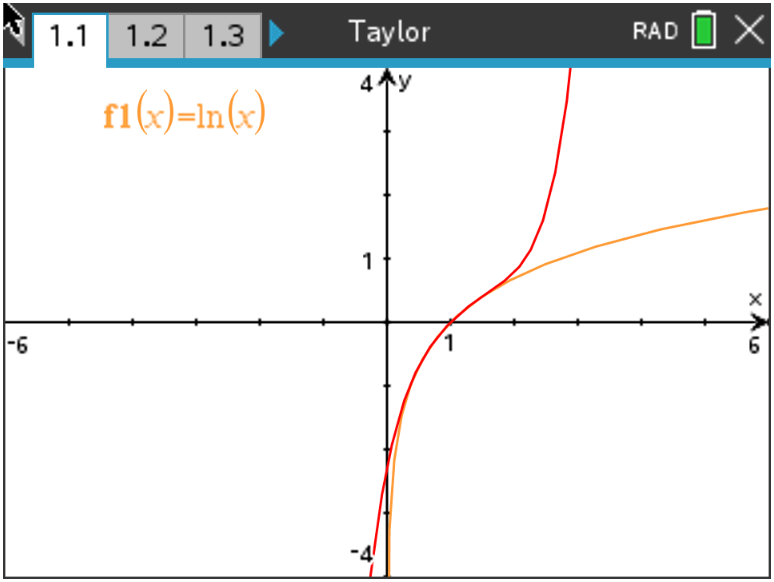 1.1 1.2 1.3 Taylor RAD
4 y
f1(x)=ln(x)
1
x
-6 1 6
-4